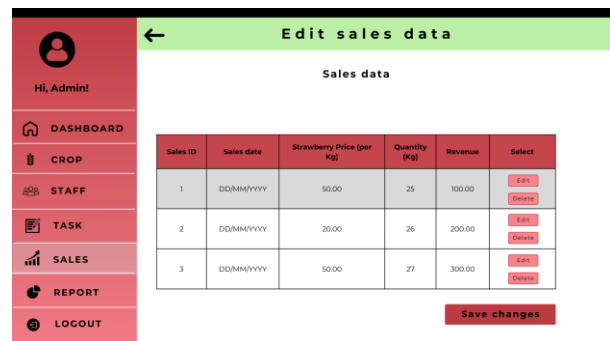 Edit sales data
Hi, Admin!
Sales data
DASHBOARD
CROP
STAFF
TASK
SALES
REPORT
LOGOUT
Sales ID Sales date Strawberry Price (per Kg) Quantity (Kg) Revenue Select
1 DD/MM/YYYY 50.00 25 100.00 Edit Delete
2 DD/MM/YYYY 20.00 26 200.00 Edit Delete
3 DD/MM/YYYY 50.00 27 300.00 Edit Delete
Save changes